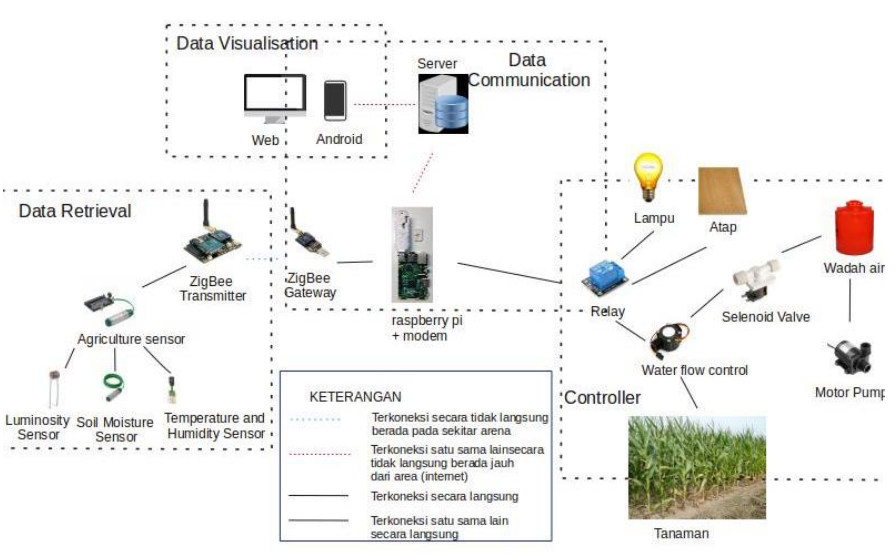 Data Visualisation
Web
Android
Server
Data
Communication
Data Retrieval
ZigBee
Transmitter
Agriculture sensor
Luminosity
Sensor
Soil Moisture
Sensor
Temperature and
Humidity Sensor
ZigBee
Gateway
raspberry pi
+ modem
Lampu
Atap
Wadah air
Relay
Selenoid Valve
Water flow control
Motor Pump
Controller
Tanaman
KETERANGAN
Terkoneksi secara tidak langsung
berada pada sekitar arena
Terkoneksi satu sama lainsecara
tidak langsung berada jauh
dari area (internet)
Terkoneksi secara langsung
Terkoneksi satu sama lain
secara langsung